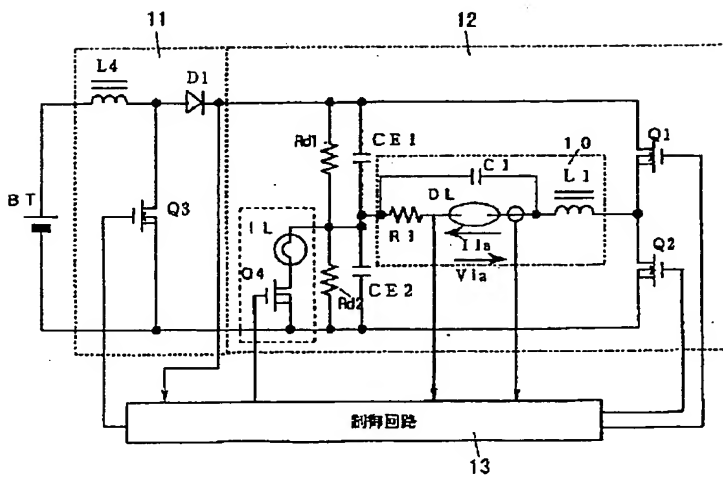 11
12
L4
D1
Rd1
CE1
10
C1
Q1
DL
L1
BT
Q3
IL
R1
I1a
Q2
Q4
V1a
Rd2
CE2
制御回路
13